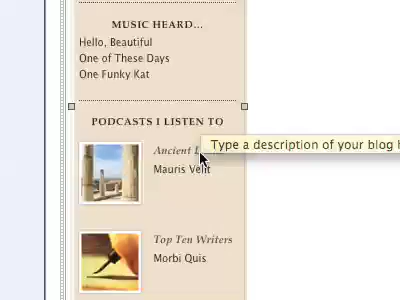 MUSIC HEARD...
Hello, Beautiful
One of These Days
One Funky Kat
PODCASTS I LISTEN TO
Ancient
Type a description of your blog
Mauris Velit
Top Ten Writers
Morbi Quis